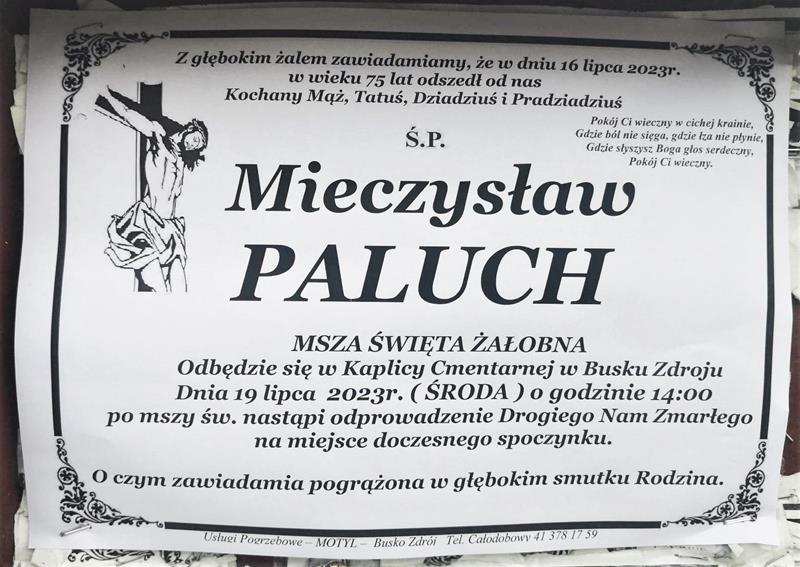 Z głębokim żalem zawiadamiamy, że w dniu 16 lipca 2023r.
w wieku 75 lat odszedł od nas
Kochany Mąż, Tatuś, Dziadziuś i Pradziadziuś
Pokój Ci wieczny w cichej krainie,
Gdzie ból nie sięga, gdzie łza nie płynie,
Gdzie słyszysz Boga głos serdeczny,
Pokój Ci wieczny.
Ś.P.
Mieczysław
PALUCH
MSZA ŚWIĘTA ŻAŁOBNA
Odbędzie się w Kaplicy Cmentarnej w Busku Zdroju
Dnia 19 lipca 2023r. ( ŚRODA ) o godzinie 14:00
po mszy św. nastąpi odprowadzenie Drogiego Nam Zmarłego
na miejsce doczesnego spoczynku.
O czym zawiadamia pogrążona w głębokim smutku Rodzina.
Usługi Pogrzebowe – MOTYL – Busko Zdrój Tel. Całodobowy 41 378 17 59